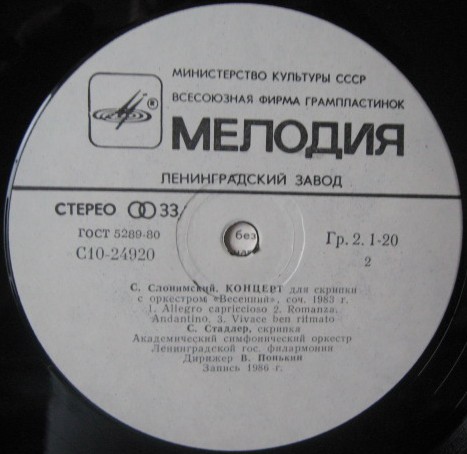 МИНИСТЕРСТВО КУЛЬТУРЫ СССР
ВСЕСОЮЗНАЯ ФИРМА ГРАМПЛАСТИНОК
®
МЕЛОДИЯ
ЛЕНИНГРАДСКИЙ ЗАВОД
СТЕРЕО 33
ГОСТ 5289-80
С10-24920
без
Гр. 2. 1-20
2
С. Слонимский. КОНЦЕРТ для скрипки
с оркестром «Весенний», соч. 1983 г.
1. Allegro capriccioso 2. Romanza.
Andantino. 3. Vivace ben ritmato
С. Стадлер, скрипка
Академический симфонический оркестр
Ленинградской гос. филармонии
Дирижер В. Понькин
Запись 1986 г.